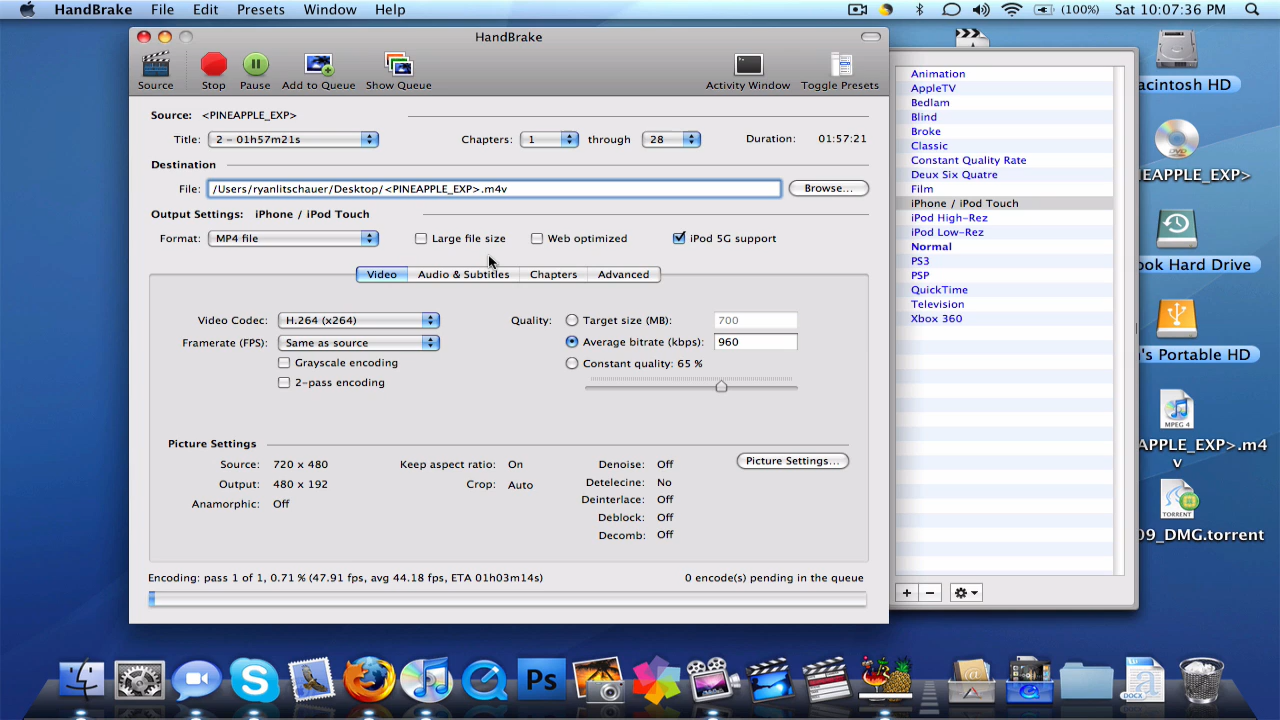 HandBrake File Edit Presets Window Help (100%) Sat 10:07:36 PM
HandBrake
Source Stop Pause Add to Queue Show Queue Activity Window Toggle Presets
Source: <PINEAPPLE_EXP>
Title: 2 - 01h57m21s Chapters: 1 through 28 Duration: 01:57:21
Destination
File: /Users/ryanlitschauer/Desktop/<PINEAPPLE_EXP>.m4v Browse...
Output Settings: iPhone / iPod Touch
Format: MP4 file Large file size Web optimized iPod 5G support
Video Audio & Subtitles Chapters Advanced
Video Codec: H.264 (x264) Quality: Target size (MB): 700
Framerate (FPS): Same as source Average bitrate (kbps): 960
Grayscale encoding Constant quality: 65 %
2-pass encoding
Picture Settings
Picture Settings...
Source: 720 x 480 Keep aspect ratio: On Denoise: Off
Output: 480 x 192 Crop: Auto Detelecine: No
Anamorphic: Off Deinterlace: Off
Deblock: Off
Decomb: Off
Encoding: pass 1 of 1, 0.71 % (47.91 fps, avg 44.18 fps, ETA 01h03m14s) 0 encode(s) pending in the queue
Animation
AppleTV
Bedlam
Blind
Broke
Classic
Constant Quality Rate
Deux Six Quatre
Film
iPhone / iPod Touch
iPod High-Rez
iPod Low-Rez
Normal
PS3
PSP
QuickTime
Television
Xbox 360
acintosh HD
DVD
NEAPPLE_EXP>
ook Hard Drive
's Portable HD
MPEG 4
APPLE_EXP>.m4
v
TORRENT
09_DMG.torrent
Ps